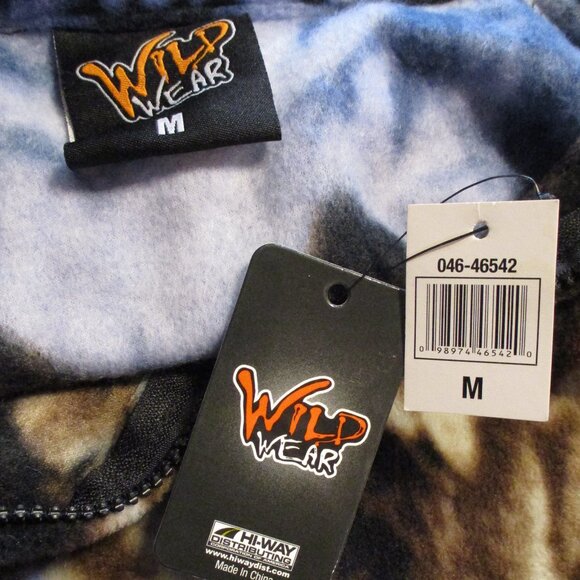 WILD
WEAR
M
046-46542
0 98974 46542 0
M
WILD
WEAR
HI-WAY
DISTRIBUTING
www.hiwaydist.com
Made in China